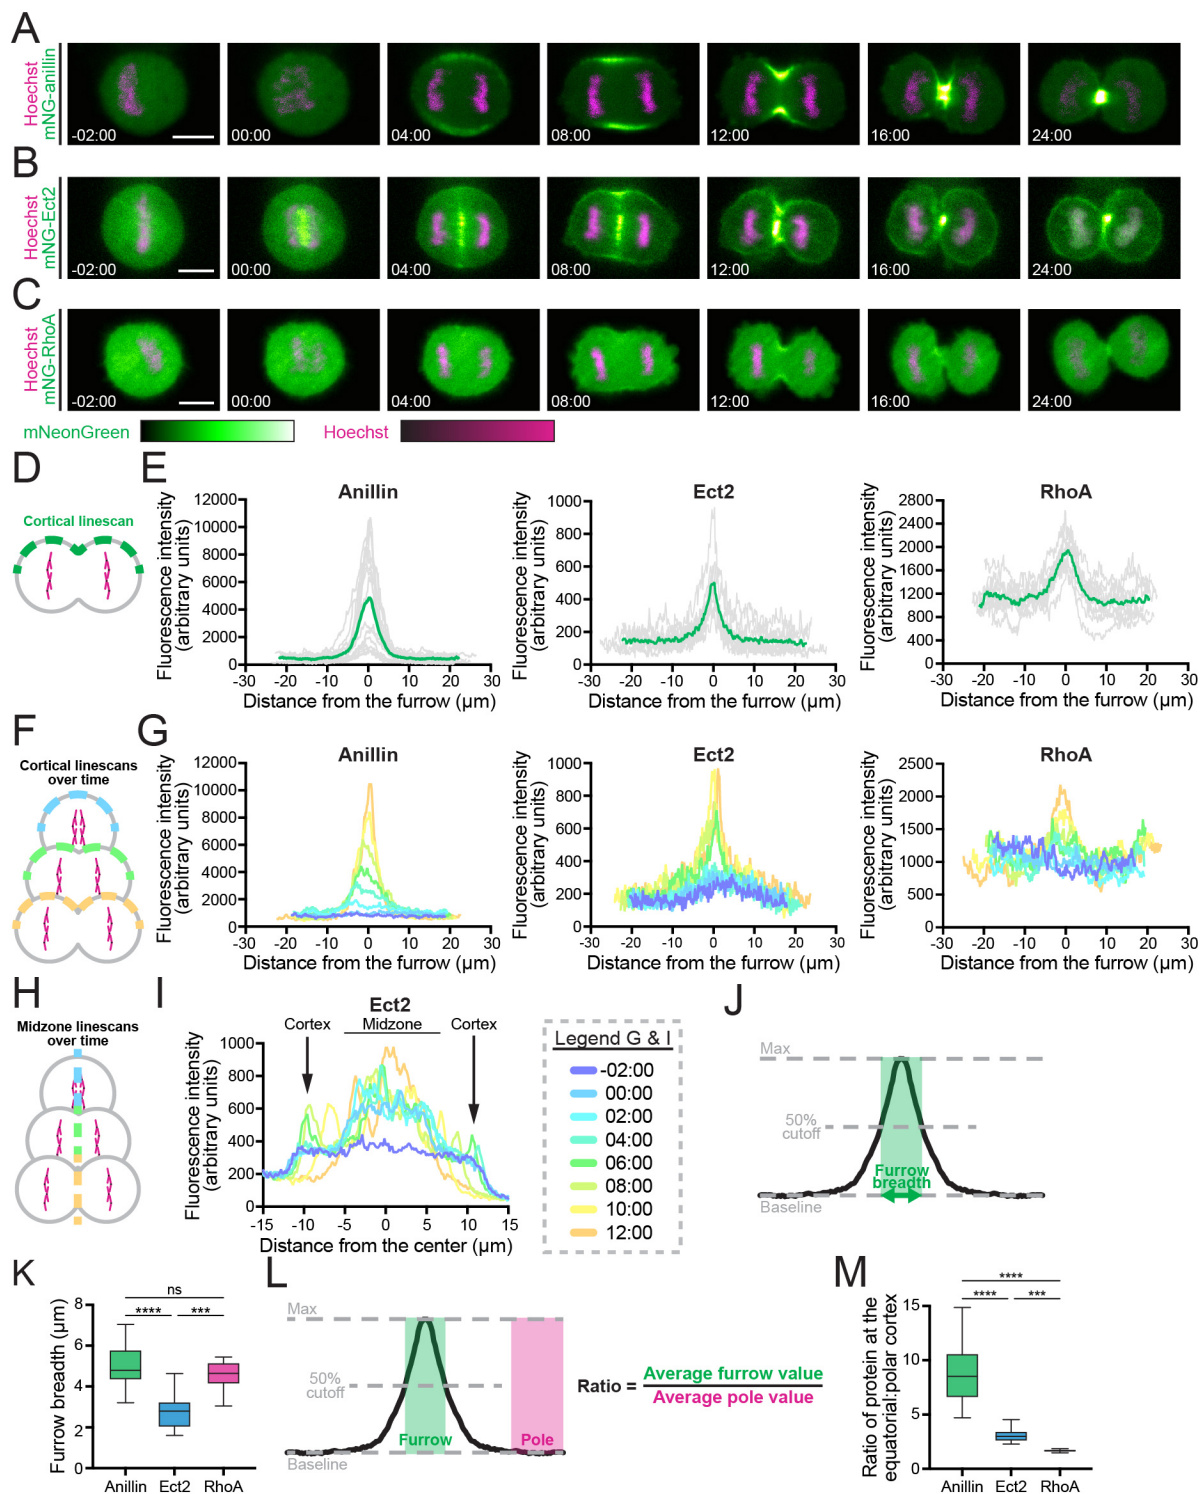 A
Hoechst
mNG-anillin
-02:00
00:00
04:00
08:00
12:00
16:00
24:00
B
Hoechst
mNG-Ect2
-02:00
00:00
04:00
08:00
12:00
16:00
24:00
C
Hoechst
mNG-RhoA
-02:00
00:00
04:00
08:00
12:00
16:00
24:00
mNeonGreen
Hoechst
D
Cortical linescan
E
Anillin
Fluorescence intensity
(arbitrary units)
12000
10000
8000
6000
4000
2000
0
-30 -20 -10 0 10 20 30
Distance from the furrow (µm)
Ect2
Fluorescence intensity
(arbitrary units)
1000
800
600
400
200
0
-30 -20 -10 0 10 20 30
Distance from the furrow (µm)
RhoA
Fluorescence intensity
(arbitrary units)
2800
2400
2000
1600
1200
800
400
0
-30 -20 -10 0 10 20 30
Distance from the furrow (µm)
F
Cortical linescans
over time
G
Anillin
Fluorescence intensity
(arbitrary units)
12000
10000
8000
6000
4000
2000
0
-30 -20 -10 0 10 20 30
Distance from the furrow (µm)
Ect2
Fluorescence intensity
(arbitrary units)
1000
800
600
400
200
0
-30 -20 -10 0 10 20 30
Distance from the furrow (µm)
RhoA
Fluorescence intensity
(arbitrary units)
2500
2000
1500
1000
500
0
-30 -20 -10 0 10 20 30
Distance from the furrow (µm)
H
Midzone linescans
over time
I
Ect2
Cortex Midzone Cortex
Fluorescence intensity
(arbitrary units)
1000
800
600
400
200
0
-15 -10 -5 0 5 10 15
Distance from the center (µm)
Legend G & I
-02:00
00:00
02:00
04:00
06:00
08:00
10:00
12:00
J
Max
50%
cutoff
Furrow
breadth
Baseline
K
Furrow breadth (µm)
8
6
4
2
0
ns
**** ***
Anillin Ect2 RhoA
L
Max
50%
cutoff
Furrow Pole
Baseline
Ratio = Average furrow value
Average pole value
M
Ratio of protein at the
equatorial:polar cortex
15
10
5
0
****
**** ***
Anillin Ect2 RhoA